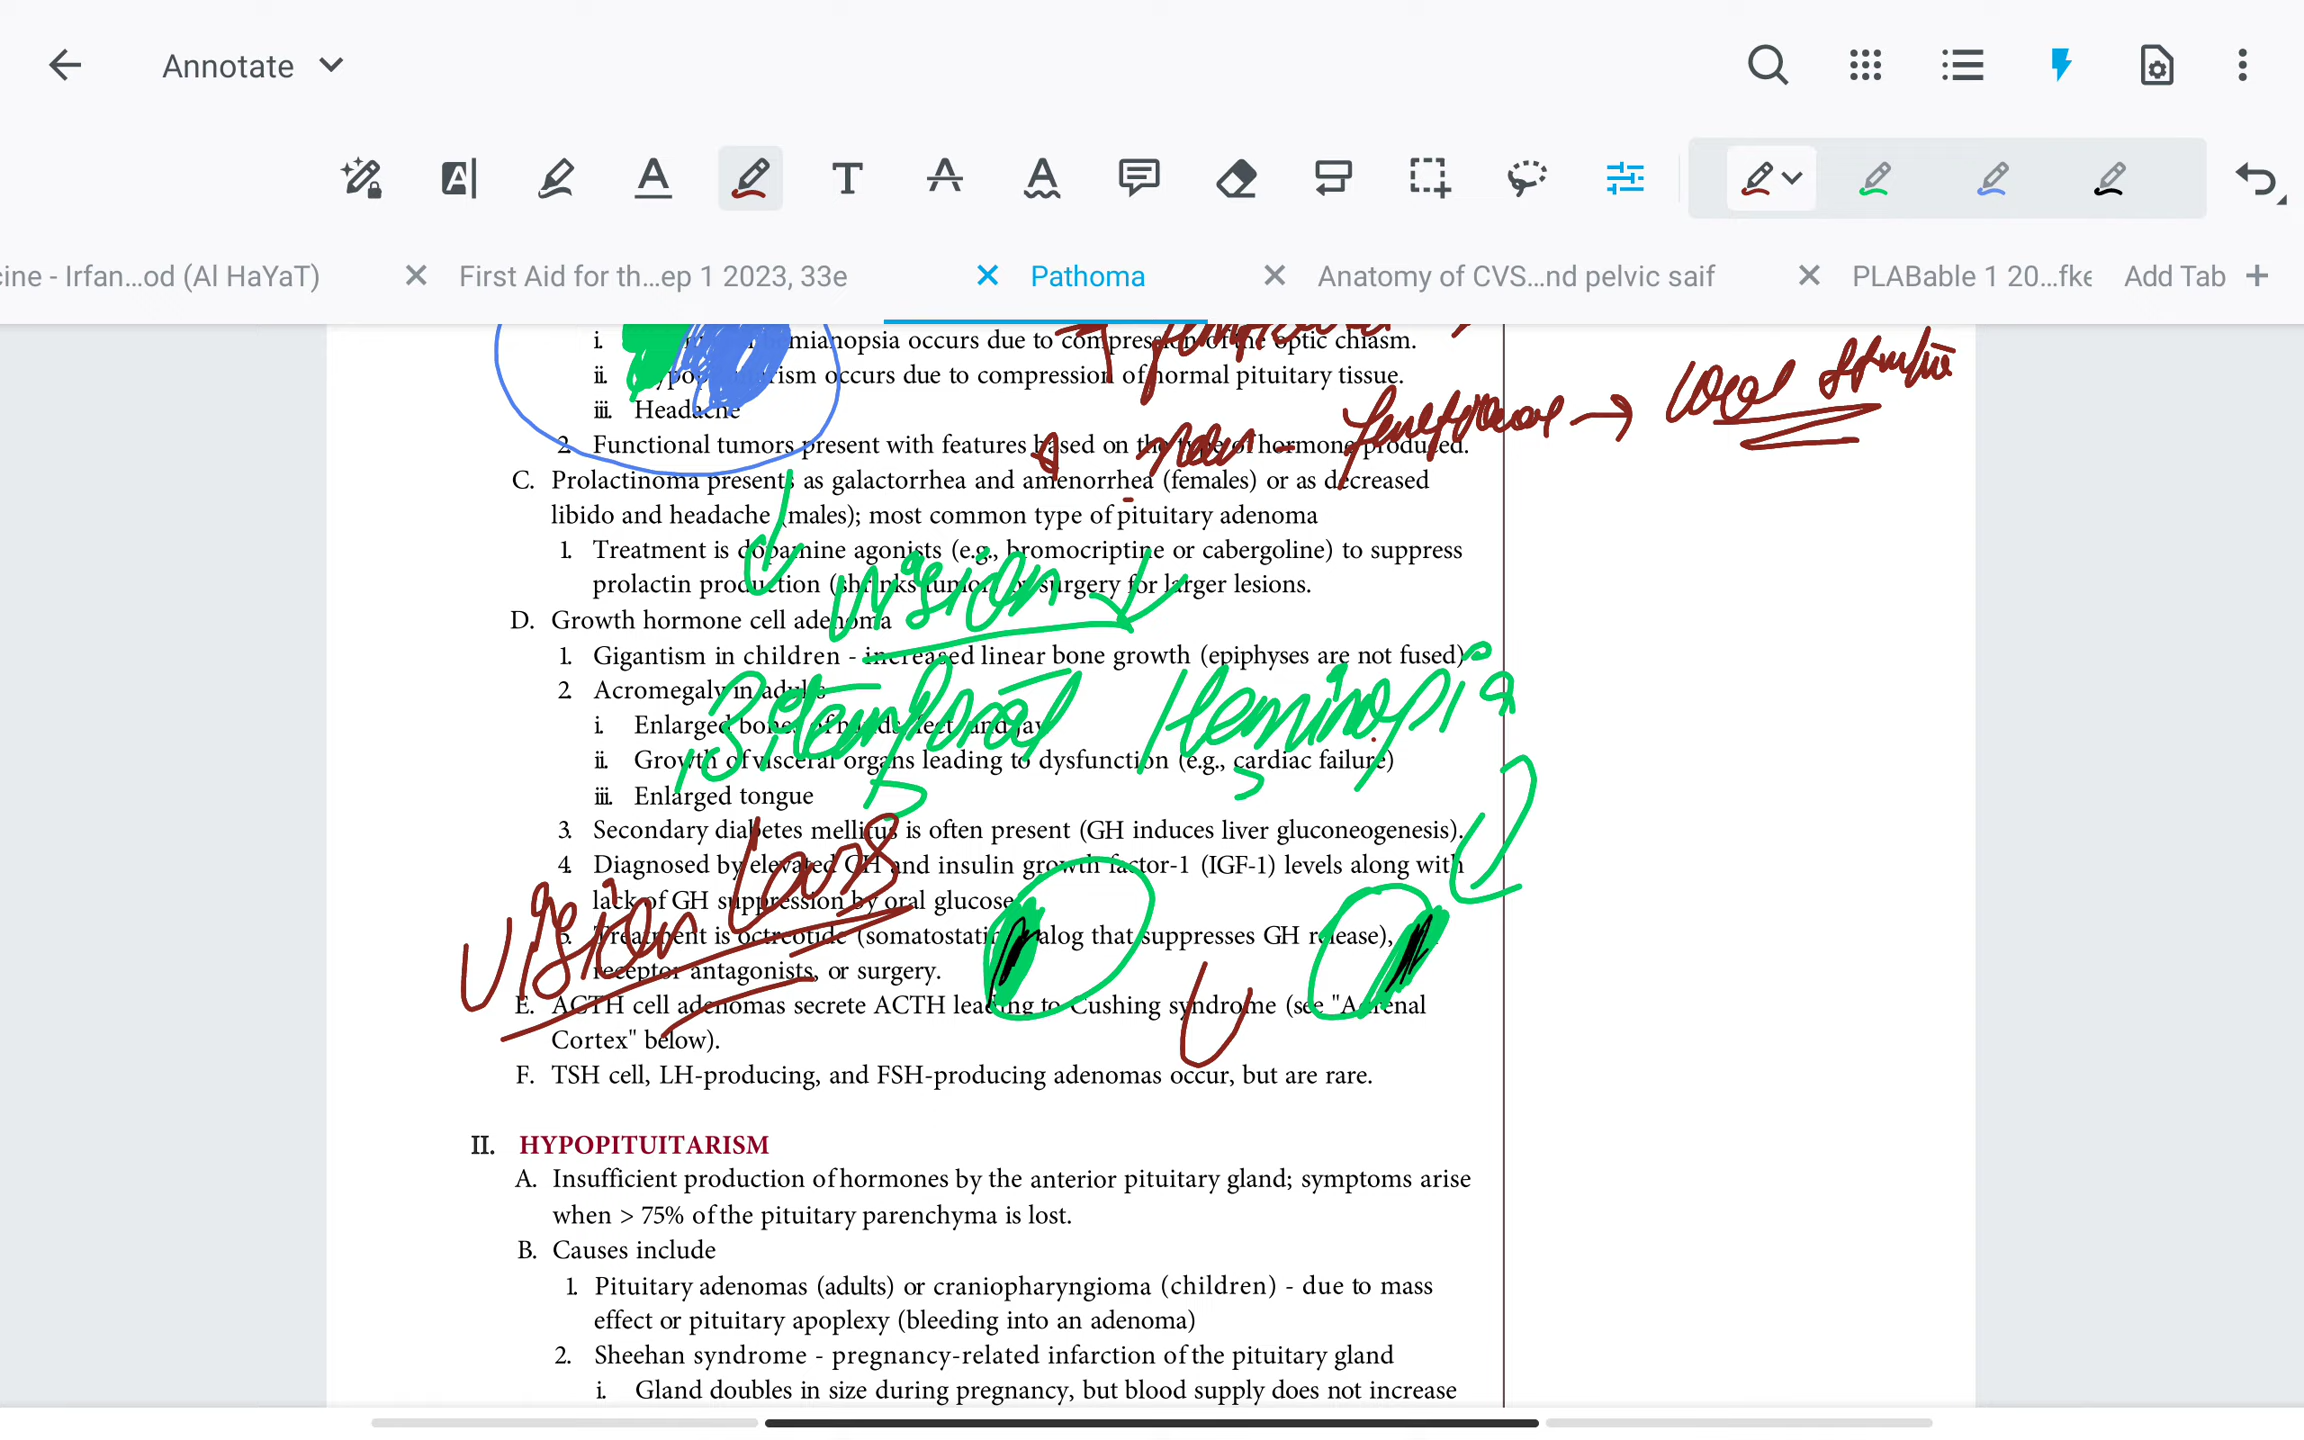 Annotate
cine - Irfan...od (Al HaYaT)
First Aid for th...ep 1 2023, 33e
Pathoma
Anatomy of CVS...nd pelvic saif
PLABable 1 20...fke
Add Tab
i. mianopsia occurs due to compression of the optic chiasm.
ii. ypo rism occurs due to compression of normal pituitary tissue.
iii. Headache
2. Functional tumors present with features based on the type of hormone produced.
Non-functional → Local
C. Prolactinoma presents as galactorrhea and amenorrhea (females) or as decreased
libido and headache (males); most common type of pituitary adenoma
1. Treatment is dopamine agonists (e.g., bromocriptine or cabergoline) to suppress
prolactin production (shrinks tumor) or surgery for larger lesions.
Vision
D. Growth hormone cell adenoma
1. Gigantism in children - increased linear bone growth (epiphyses are not fused)
2. Acromegaly in adults
Bitemporal Heminopia
i. Enlarged bones of hands, feet, and jaw
ii. Growth of visceral organs leading to dysfunction (e.g., cardiac failure)
iii. Enlarged tongue
3. Secondary diabetes mellitus is often present (GH induces liver gluconeogenesis).
4. Diagnosed by elevated GH and insulin growth factor-1 (IGF-1) levels along with
lack of GH suppression by oral glucose
Vision Loss
5. Treatment is octreotide (somatostatin alog that suppresses GH release),
receptor antagonists, or surgery.
E. ACTH cell adenomas secrete ACTH leading to Cushing syndrome (see "Adrenal
Cortex" below).
F. TSH cell, LH-producing, and FSH-producing adenomas occur, but are rare.
II. HYPOPITUITARISM
A. Insufficient production of hormones by the anterior pituitary gland; symptoms arise
when > 75% of the pituitary parenchyma is lost.
B. Causes include
1. Pituitary adenomas (adults) or craniopharyngioma (children) - due to mass
effect or pituitary apoplexy (bleeding into an adenoma)
2. Sheehan syndrome - pregnancy-related infarction of the pituitary gland
i. Gland doubles in size during pregnancy, but blood supply does not increase